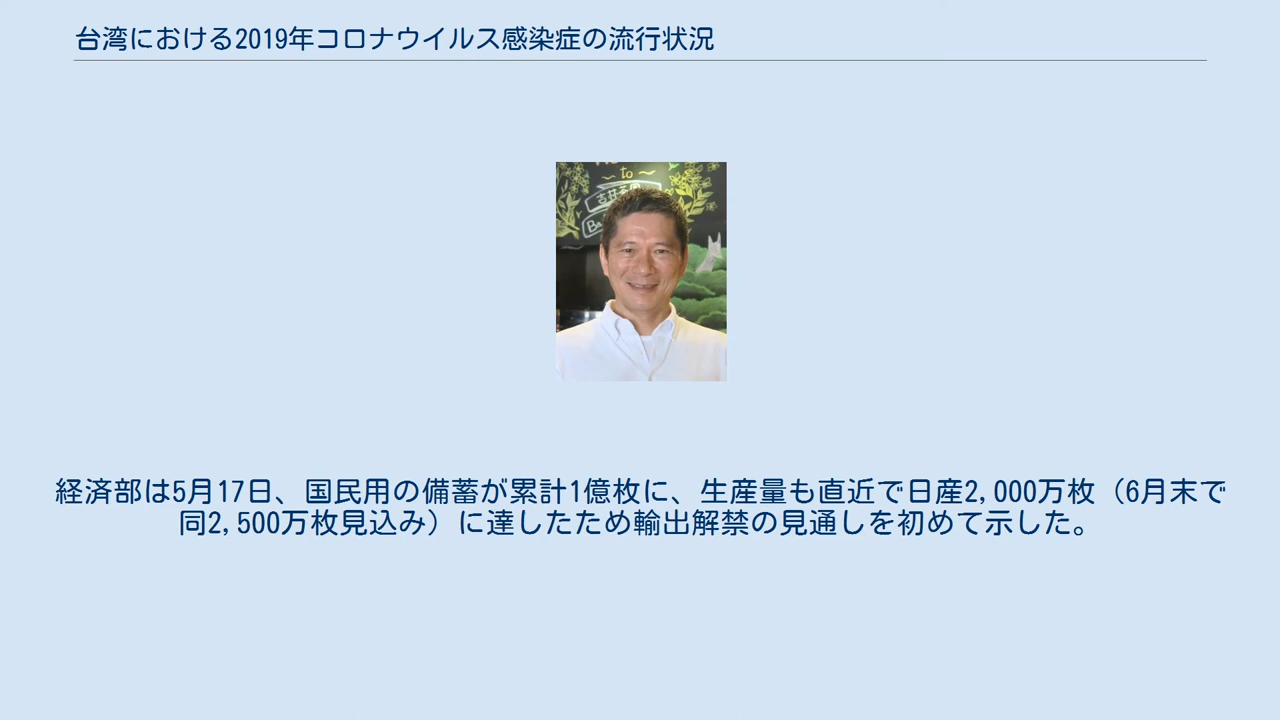 台湾における2019年コロナウイルス感染症の流行状況
to
経済部は5月17日、国民用の備蓄が累計1億枚に、生産量も直近で日産2,000万枚（6月末で
同2,500万枚見込み）に達したため輸出解禁の見通しを初めて示した。